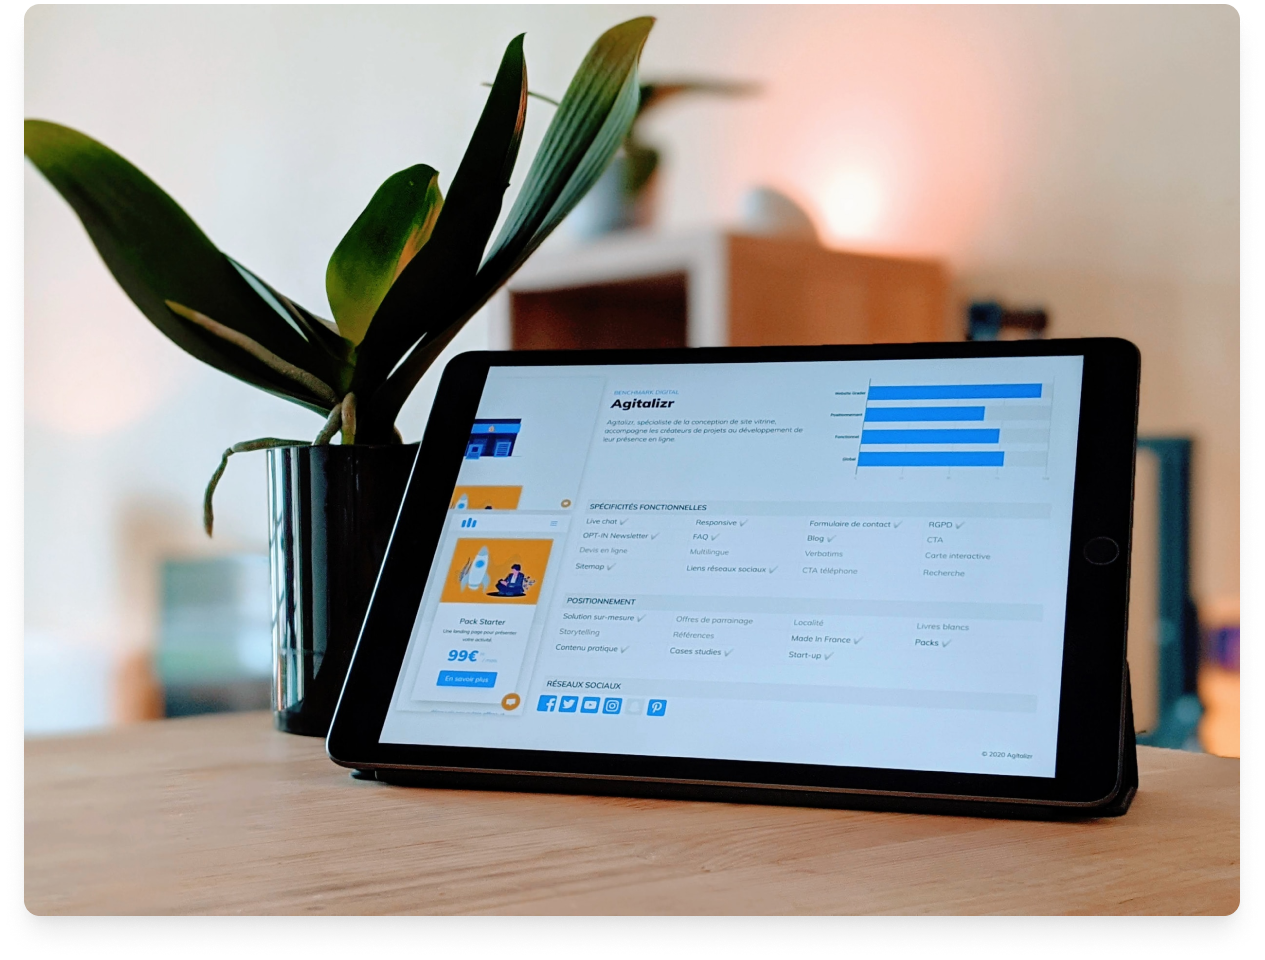 BENCHMARK DIGITAL
Agitalizr
Agitalizr, spécialiste de la conception de site vitrine,
accompagne les créateurs de projets au développement de
leur présence en ligne.
Website Grader
Positionnement
Fonctionnel
Global
SPÉCIFICITÉS FONCTIONNELLES
Live chat ✓ Responsive ✓ Formulaire de contact ✓ RGPD ✓
OPT-IN Newsletter ✓ FAQ ✓ Blog ✓ CTA
Devis en ligne Multilingue Verbatims Carte interactive
Sitemap ✓ Liens réseaux sociaux ✓ CTA téléphone Recherche
POSITIONNEMENT
Solution sur-mesure ✓ Offres de parrainage Localité Livres blancs
Storytelling Références Made In France ✓ Packs ✓
Contenu pratique ✓ Cases studies ✓ Start-up ✓
RÉSEAUX SOCIAUX
© 2020 Agitalizr
Pack Starter
Une landing page pour présenter
votre activité.
99€
En savoir plus